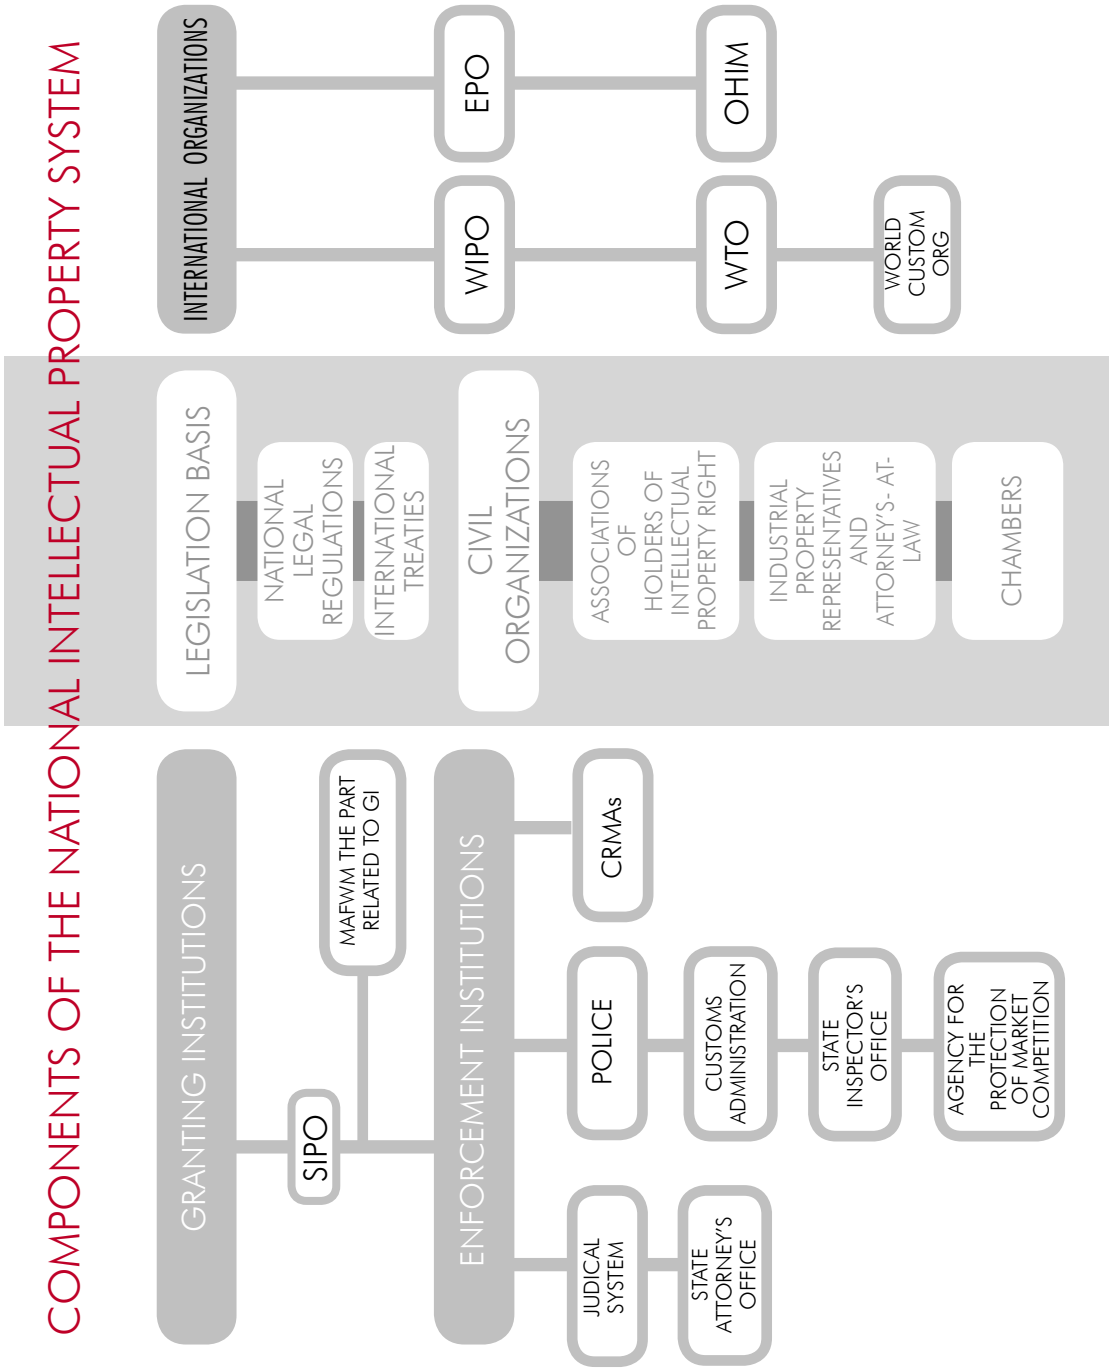 COMPONENTS OF THE NATIONAL INTELLECTUAL PROPERTY SYSTEM
GRANTING INSTITUTIONS
SIPO
MAFWM THE PART
RELATED TO GI
ENFORCEMENT INSTITUTIONS
JUDICAL
SYSTEM
STATE
ATTORNEY'S
OFFICE
POLICE
CUSTOMS
ADMINISTRATION
STATE
INSPECTOR'S
OFFICE
AGENCY FOR
THE
PROTECTION
OF MARKET
COMPETITION
CRMAs
LEGISLATION BASIS
NATIONAL
LEGAL
REGULATIONS
INTERNATIONAL
TREATIES
CIVIL
ORGANIZATIONS
ASSOCIATIONS
OF
HOLDERS OF
INTELLECTUAL
PROPERTY RIGHT
INDUSTRIAL
PROPERTY
REPRESENTATIVES
AND
ATTORNEY'S- AT-
LAW
CHAMBERS
INTERNATIONAL ORGANIZATIONS
WIPO
EPO
WTO
OHIM
WORLD
CUSTOM
ORG